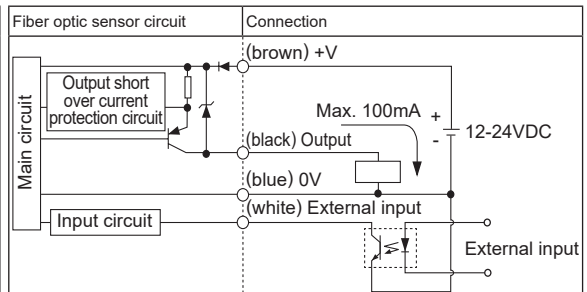 Fiber optic sensor circuit
Connection
(brown) +V
Output short
over current
protection circuit
Main circuit
Max. 100mA
+
-
12-24VDC
(black) Output
(blue) 0V
(white) External input
Input circuit
External input